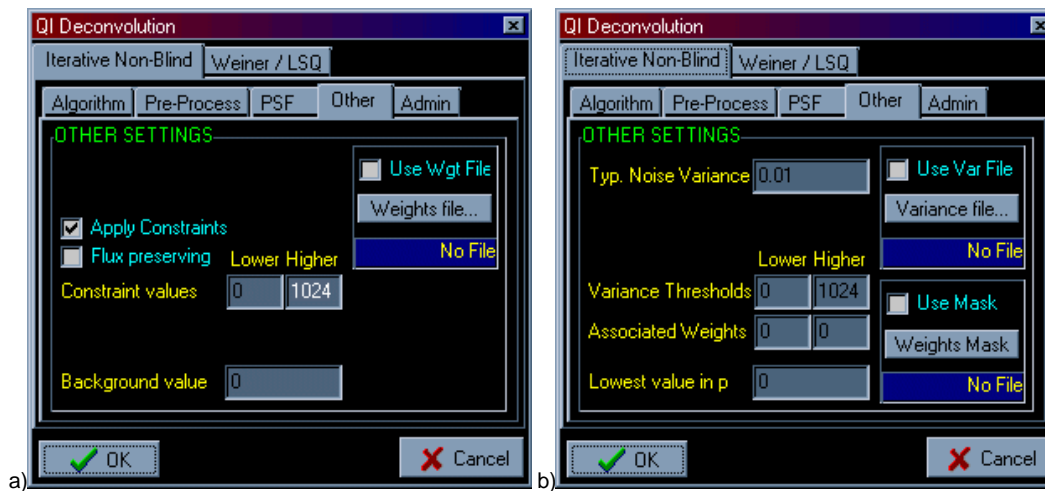 QI Deconvolution
Iterative Non-Blind Weiner / LSQ
Algorithm Pre-Process PSF Other Admin
OTHER SETTINGS
Use Wgt File
Weights file...
Apply Constraints
Flux preserving Lower Higher No File
Constraint values 0 1024
Background value 0
OK Cancel
a)
QI Deconvolution
Iterative Non-Blind Weiner / LSQ
Algorithm Pre-Process PSF Other Admin
OTHER SETTINGS
Typ. Noise Variance 0.01 Use Var File
Variance file...
Lower Higher No File
Variance Thresholds 0 1024 Use Mask
Associated Weights 0 0 Weights Mask
Lowest value in p 0 No File
OK Cancel
b)